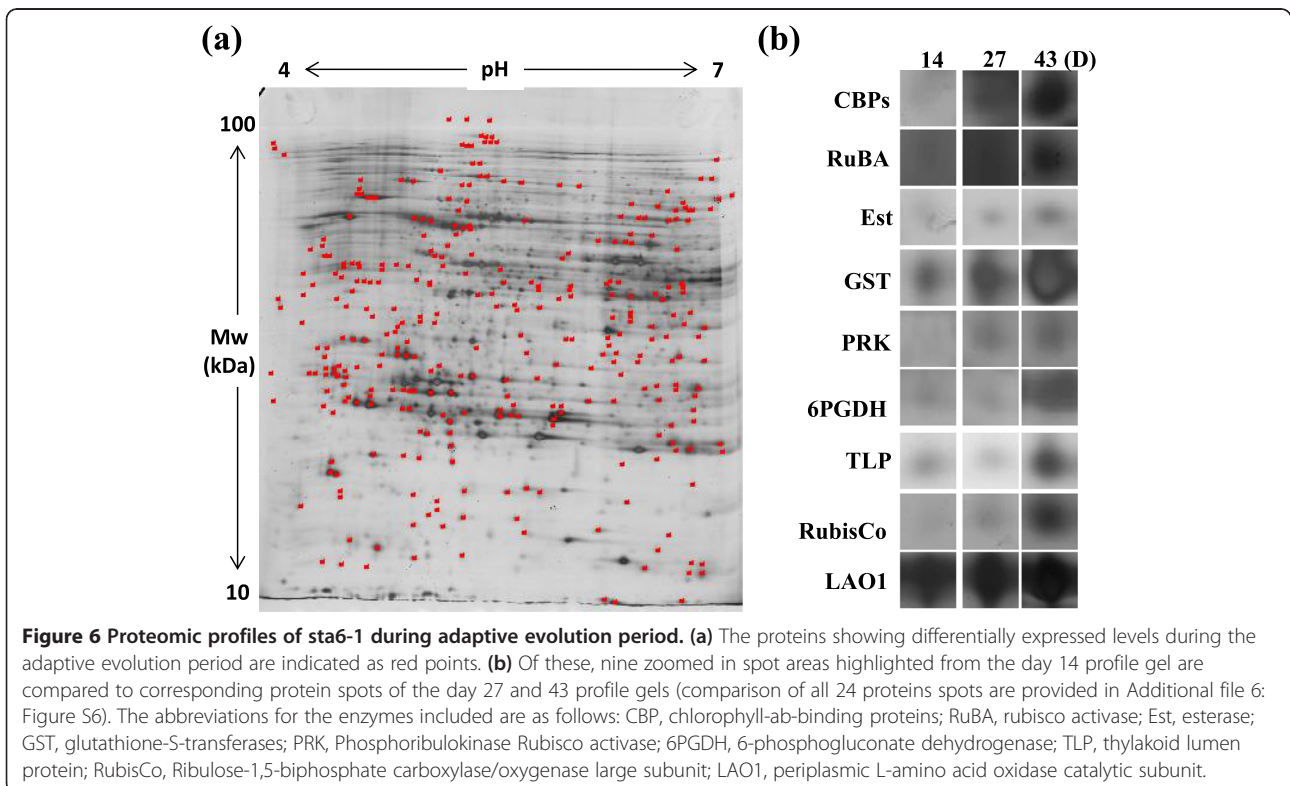 (a)
(b)
4
pH
7
14 27 43 (D)
100
Mw
(kDa)
10
CBPs
RuBA
Est
GST
PRK
6PGDH
TLP
RubisCo
LAO1
Figure 6 Proteomic profiles of sta6-1 during adaptive evolution period. (a) The proteins showing differentially expressed levels during the
adaptive evolution period are indicated as red points. (b) Of these, nine zoomed in spot areas highlighted from the day 14 profile gel are
compared to corresponding protein spots of the day 27 and 43 profile gels (comparison of all 24 proteins spots are provided in Additional file 6:
Figure S6). The abbreviations for the enzymes included are as follows: CBP, chlorophyll-ab-binding proteins; RuBA, rubisco activase; Est, esterase;
GST, glutathione-S-transferases; PRK, Phosphoribulokinase Rubisco activase; 6PGDH, 6-phosphogluconate dehydrogenase; TLP, thylakoid lumen
protein; RubisCo, Ribulose-1,5-biphosphate carboxylase/oxygenase large subunit; LAO1, periplasmic L-amino acid oxidase catalytic subunit.